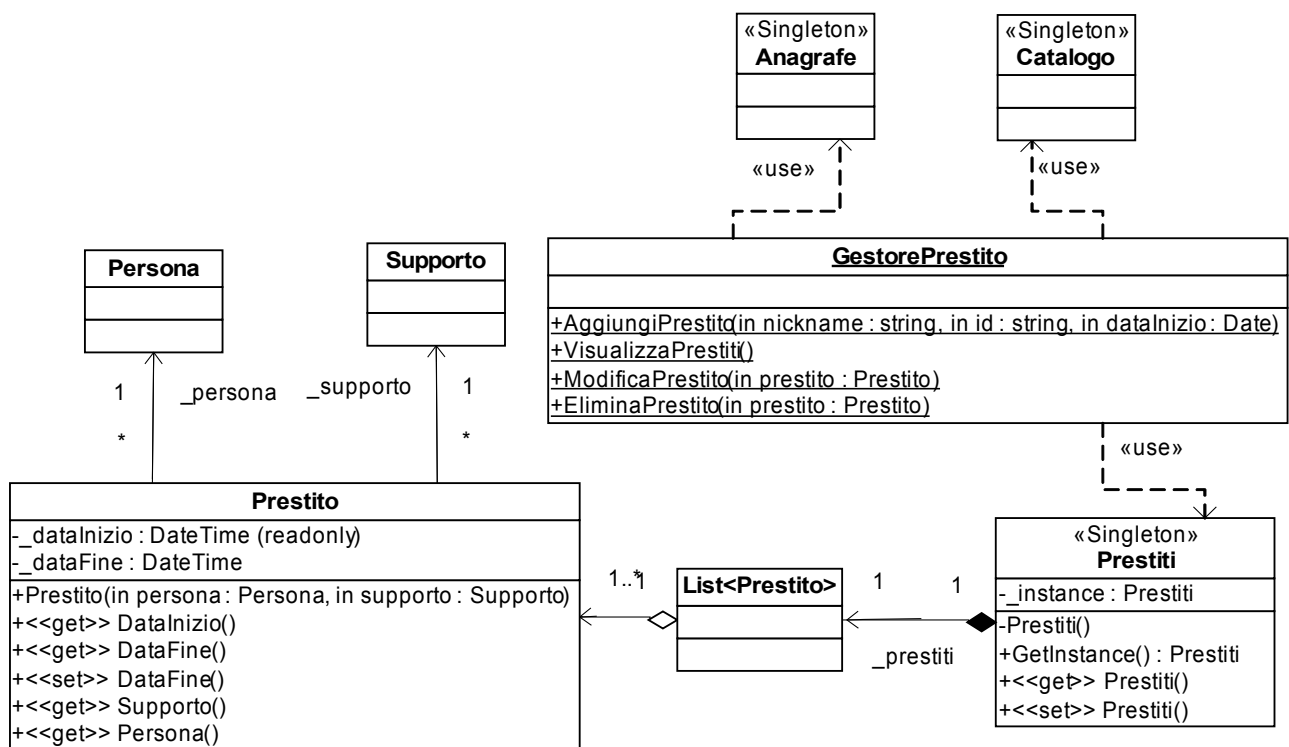 «Singleton»
Anagrafe
«Singleton»
Catalogo
«use»
«use»
GestorePrestito
+AggiungiPrestito(in nickname : string, in id : string, in dataInizio : Date)
+VisualizzaPrestiti()
+ModificaPrestito(in prestito : Prestito)
+EliminaPrestito(in prestito : Prestito)
Persona
Supporto
1
_persona
*
_supporto
1
*
«use»
Prestito
-_dataInizio : DateTime (readonly)
-_dataFine : DateTime
+Prestito(in persona : Persona, in supporto : Supporto)
+<<get>> DataInizio()
+<<get>> DataFine()
+<<set>> DataFine()
+<<get>> Supporto()
+<<get>> Persona()
1..*
1
List<Prestito>
1
1
_prestiti
«Singleton»
Prestiti
-_instance : Prestiti
-Prestiti()
+GetInstance() : Prestiti
+<<get>> Prestiti()
+<<set>> Prestiti()